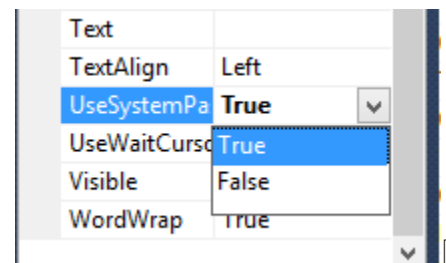 Text
TextAlign Left
UseSystemPa True
UseWaitCurso True
Visible False
WordWrap True